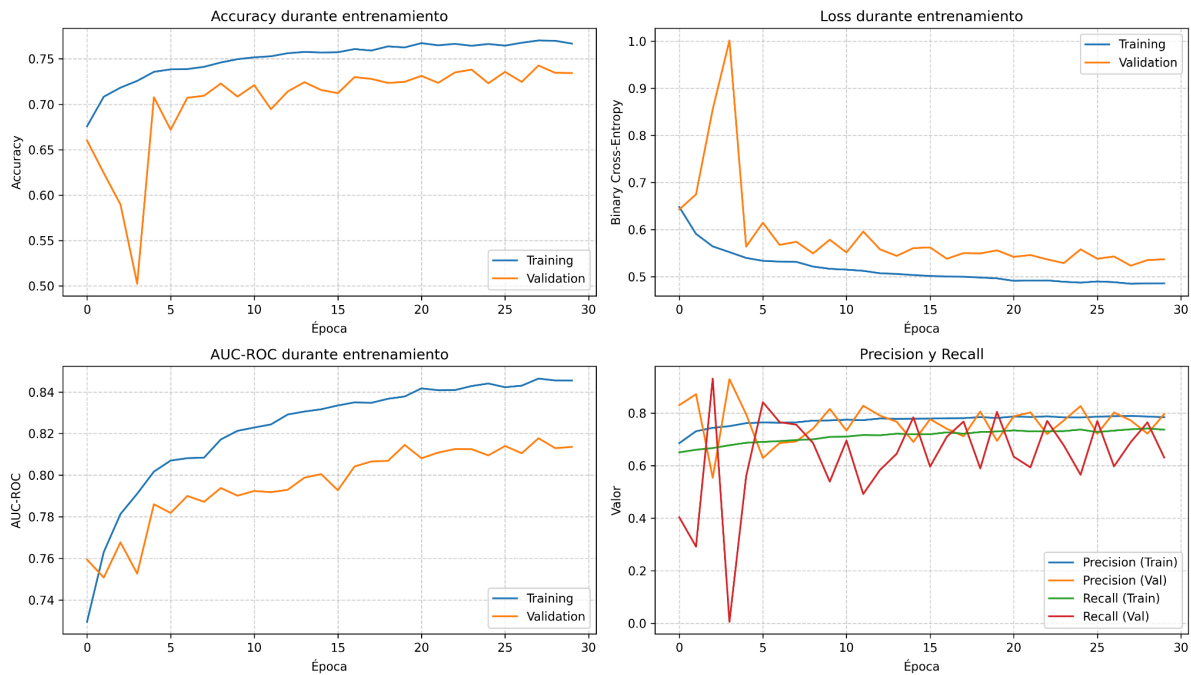 Accuracy durante entrenamiento
Accuracy
0.75
0.70
0.65
0.60
0.55
0.50
0 5 10 15 20 25 30
Época
Training
Validation
Loss durante entrenamiento
Binary Cross-Entropy
1.0
0.9
0.8
0.7
0.6
0.5
0 5 10 15 20 25 30
Época
Training
Validation
AUC-ROC durante entrenamiento
AUC-ROC
0.84
0.82
0.80
0.78
0.76
0.74
0 5 10 15 20 25 30
Época
Training
Validation
Precision y Recall
Valor
0.8
0.6
0.4
0.2
0.0
0 5 10 15 20 25 30
Época
Precision (Train)
Precision (Val)
Recall (Train)
Recall (Val)